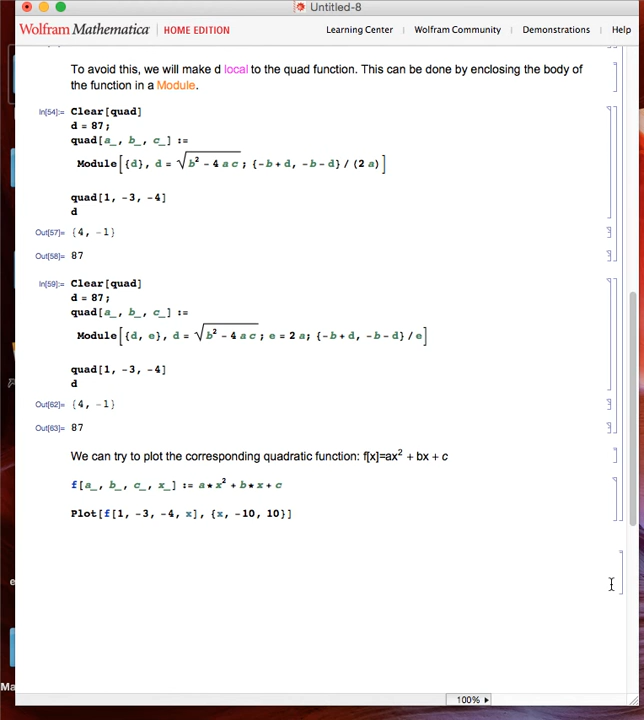 Untitled-8
Wolfram Mathematica | HOME EDITION Learning Center Wolfram Community Demonstrations Help
To avoid this, we will make d local to the quad function. This can be done by enclosing the body of
the function in a Module.
In[54]:= Clear[quad]
d = 87;
quad[a_, b_, c_] :=
Module[{d}, d = √b² - 4 a c; {-b + d, -b - d} / (2 a)]
quad[1, -3, -4]
d
Out[57]= {4, -1}
Out[58]= 87
In[59]:= Clear[quad]
d = 87;
quad[a_, b_, c_] :=
Module[{d, e}, d = √b² - 4 a c; e = 2 a; {-b + d, -b - d} / e]
quad[1, -3, -4]
d
Out[62]= {4, -1}
Out[63]= 87
We can try to plot the corresponding quadratic function: f[x]=ax² + bx + c
f[a_, b_, c_, x_] := a*x² + b*x + c
Plot[f[1, -3, -4, x], {x, -10, 10}]
e
Ma
100%